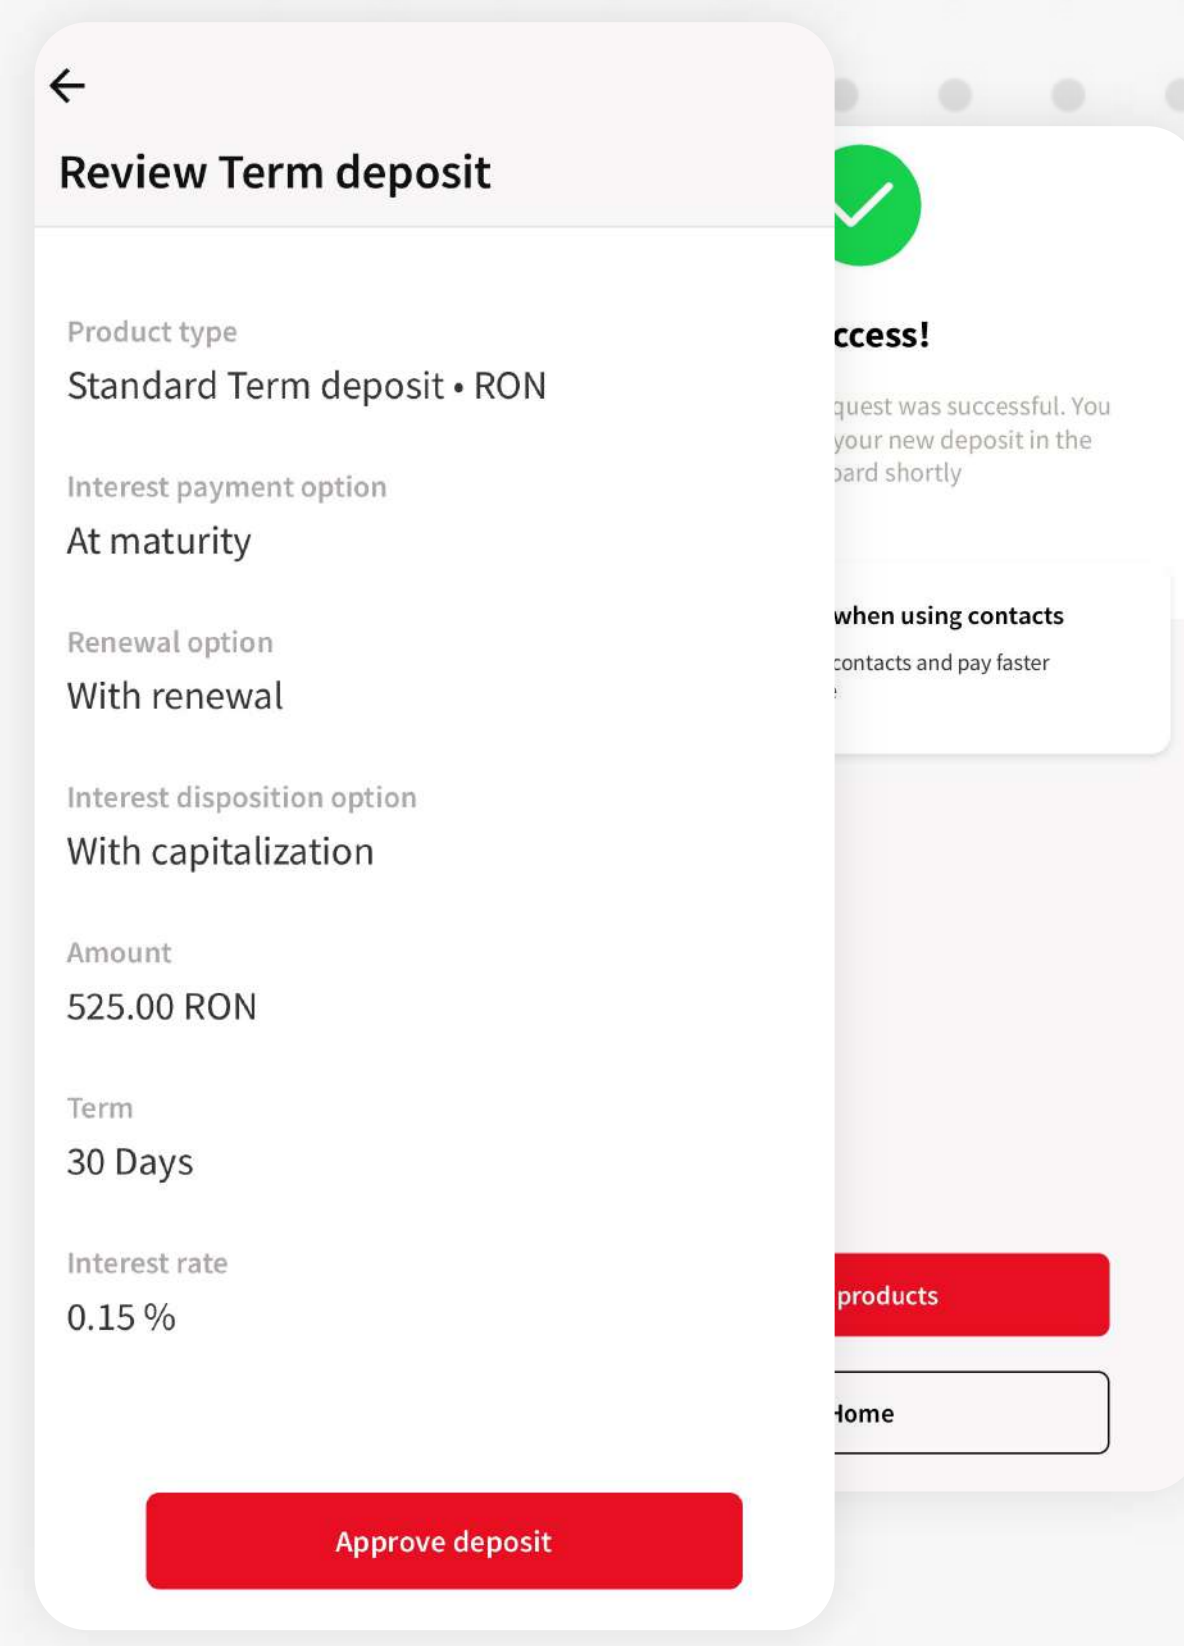 Review Term deposit
Product type
Standard Term deposit • RON
Interest payment option
At maturity
Renewal option
With renewal
Interest disposition option
With capitalization
Amount
525.00 RON
Term
30 Days
Interest rate
0.15 %
Approve deposit
ccess!
quest was successful. You
your new deposit in the
oard shortly
when using contacts
contacts and pay faster
products
Home